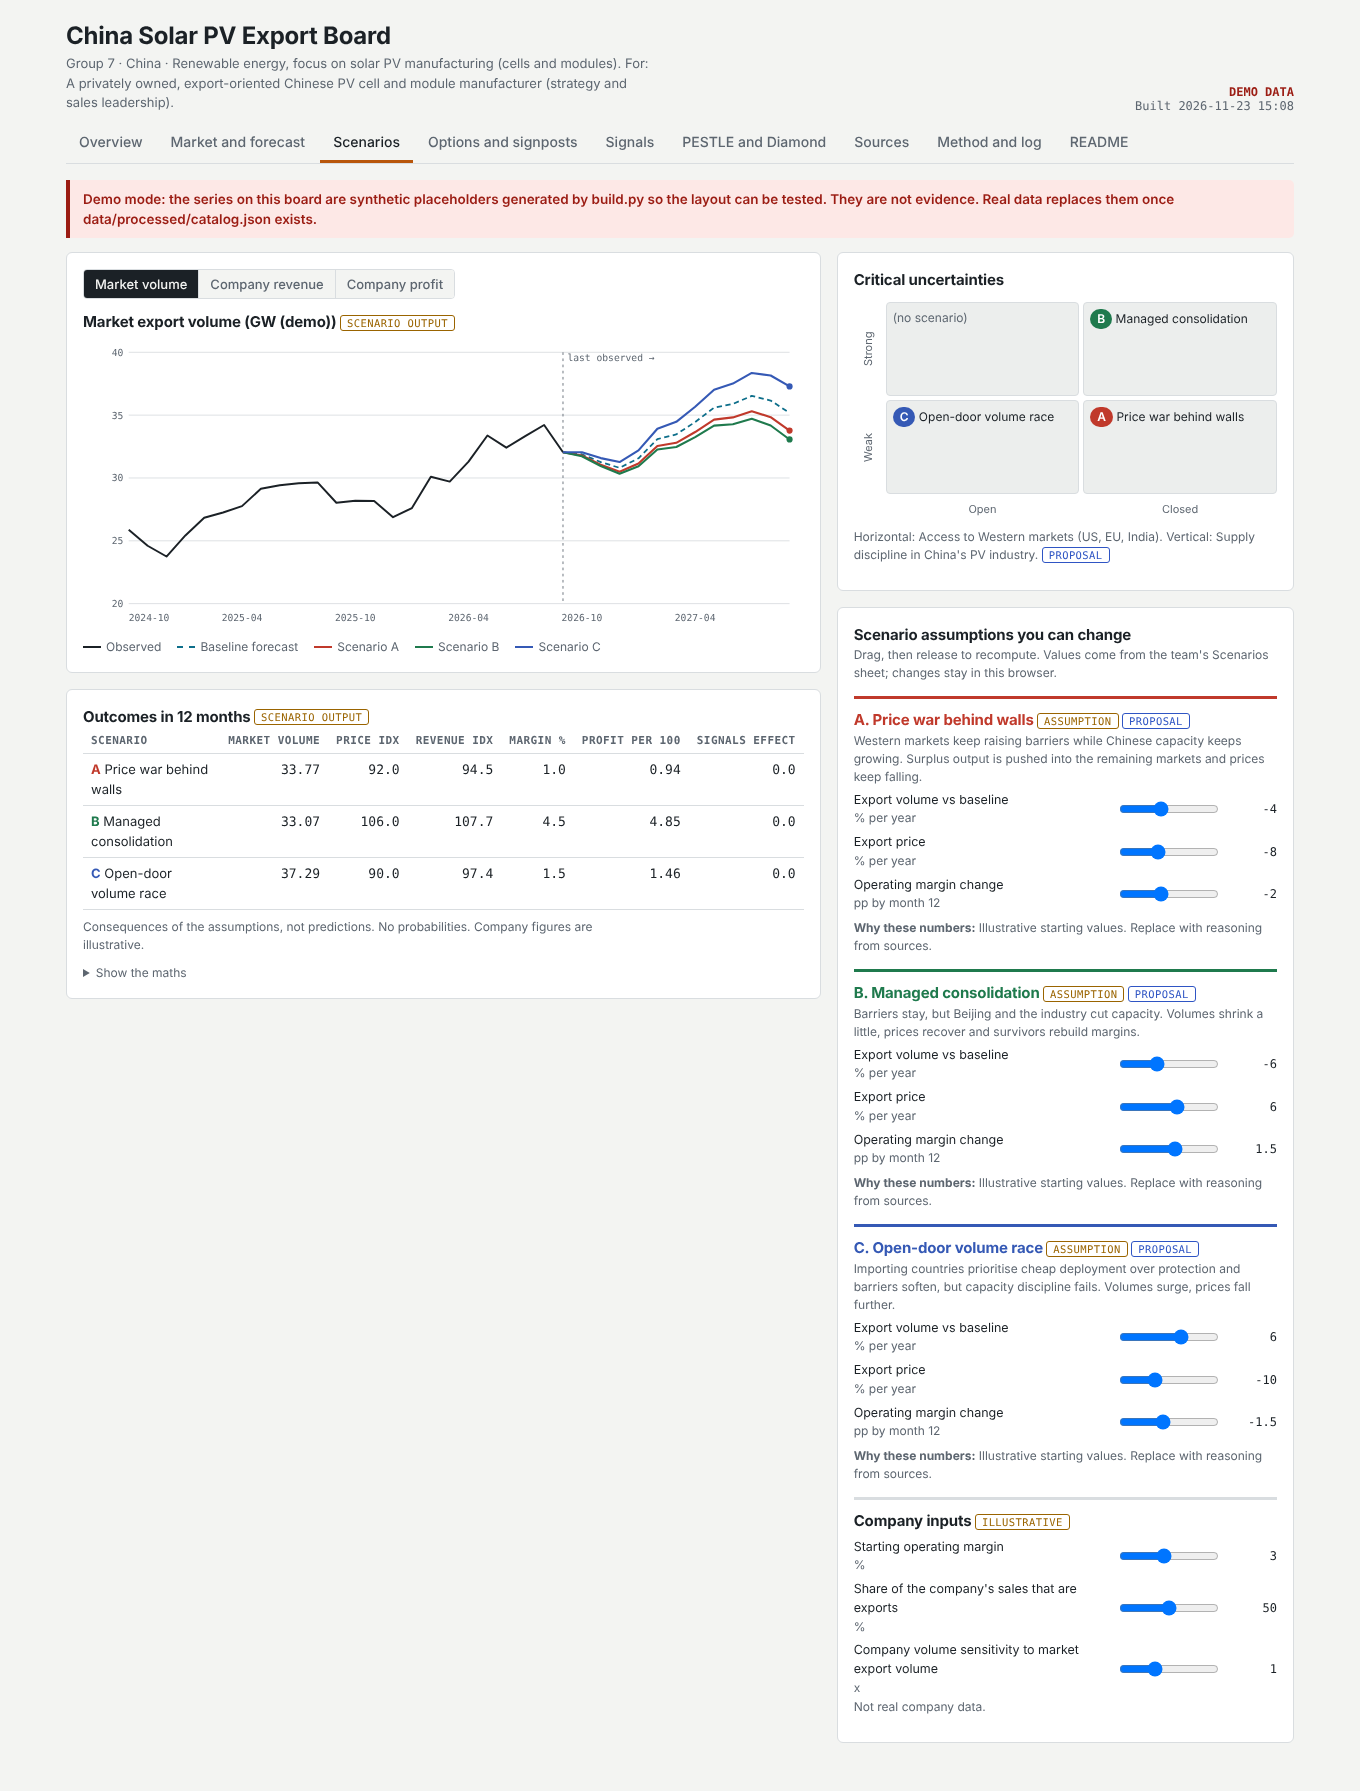 China Solar PV Export Board
Group 7 · China · Renewable energy, focus on solar PV manufacturing (cells and modules). For:
A privately owned, export-oriented Chinese PV cell and module manufacturer (strategy and
sales leadership).
DEMO DATA
Built 2026-11-23 15:08
Overview
Market and forecast
Scenarios
Options and signposts
Signals
PESTLE and Diamond
Sources
Method and log
README
Demo mode: the series on this board are synthetic placeholders generated by build.py so the layout can be tested. They are not evidence. Real data replaces them once
data/processed/catalog.json exists.
Market volume
Company revenue
Company profit
Market export volume (GW (demo)) SCENARIO OUTPUT
40
35
30
25
20
last observed →
2024-10
2025-04
2025-10
2026-04
2026-10
2027-04
Observed
Baseline forecast
Scenario A
Scenario B
Scenario C
Outcomes in 12 months SCENARIO OUTPUT
SCENARIO MARKET VOLUME PRICE IDX REVENUE IDX MARGIN % PROFIT PER 100 SIGNALS EFFECT
A Price war behind 33.77 92.0 94.5 1.0 0.94 0.0
walls
B Managed 33.07 106.0 107.7 4.5 4.85 0.0
consolidation
C Open-door 37.29 90.0 97.4 1.5 1.46 0.0
volume race
Consequences of the assumptions, not predictions. No probabilities. Company figures are
illustrative.
Show the maths
Critical uncertainties
Strong
(no scenario)
B Managed consolidation
Weak
C Open-door volume race
A Price war behind walls
Open
Closed
Horizontal: Access to Western markets (US, EU, India). Vertical: Supply
discipline in China's PV industry. PROPOSAL
Scenario assumptions you can change
Drag, then release to recompute. Values come from the team's Scenarios
sheet; changes stay in this browser.
A. Price war behind walls ASSUMPTION PROPOSAL
Western markets keep raising barriers while Chinese capacity keeps
growing. Surplus output is pushed into the remaining markets and prices
keep falling.
Export volume vs baseline
% per year
-4
Export price
% per year
-8
Operating margin change
pp by month 12
-2
Why these numbers: Illustrative starting values. Replace with reasoning
from sources.
B. Managed consolidation ASSUMPTION PROPOSAL
Barriers stay, but Beijing and the industry cut capacity. Volumes shrink a
little, prices recover and survivors rebuild margins.
Export volume vs baseline
% per year
-6
Export price
% per year
6
Operating margin change
pp by month 12
1.5
Why these numbers: Illustrative starting values. Replace with reasoning
from sources.
C. Open-door volume race ASSUMPTION PROPOSAL
Importing countries prioritise cheap deployment over protection and
barriers soften, but capacity discipline fails. Volumes surge, prices fall
further.
Export volume vs baseline
% per year
6
Export price
% per year
-10
Operating margin change
pp by month 12
-1.5
Why these numbers: Illustrative starting values. Replace with reasoning
from sources.
Company inputs ILLUSTRATIVE
Starting operating margin
%
3
Share of the company's sales that are
exports
%
50
Company volume sensitivity to market
export volume
x
1
Not real company data.